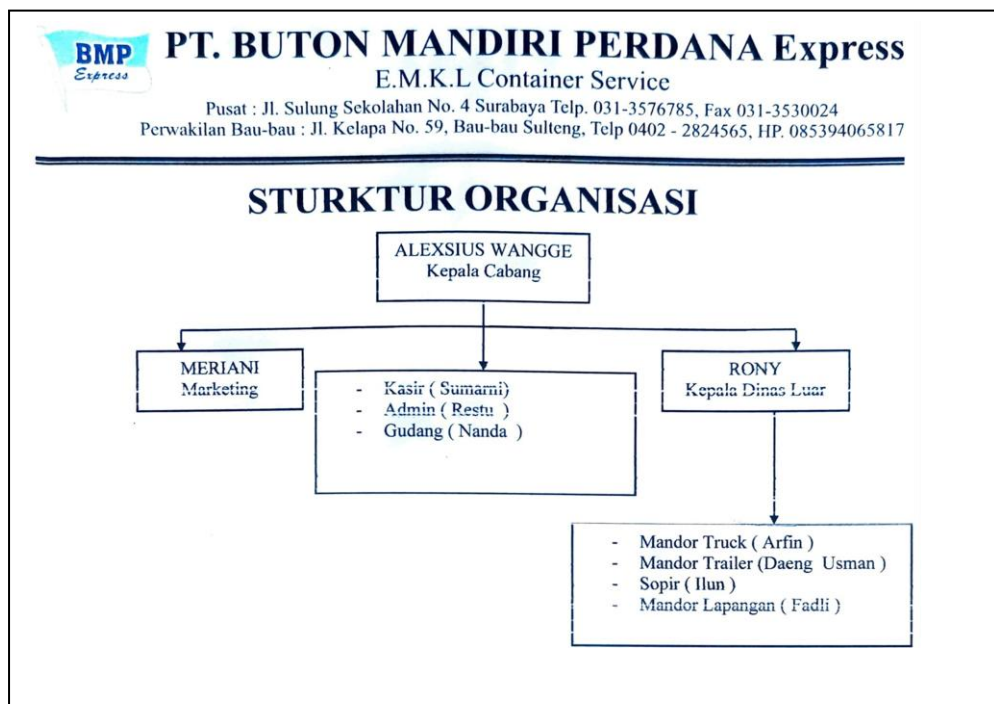 BMP
Express
PT. BUTON MANDIRI PERDANA Express
E.M.K.L Container Service
Pusat : Jl. Sulung Sekolahan No. 4 Surabaya Telp. 031-3576785, Fax 031-3530024
Perwakilan Bau-bau : Jl. Kelapa No. 59, Bau-bau Sulteng, Telp 0402 - 2824565, HP. 085394065817
STURKTUR ORGANISASI
ALEXSIUS WANGGE
Kepala Cabang
MERIANI
Marketing
- Kasir ( Sumarni)
- Admin ( Restu )
- Gudang ( Nanda )
RONY
Kepala Dinas Luar
- Mandor Truck ( Arfin )
- Mandor Trailer (Daeng Usman )
- Sopir ( Ilun )
- Mandor Lapangan ( Fadli )